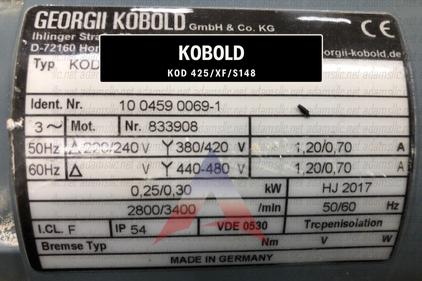 GEORGII KOBOLD GmbH & Co. KG
Ihlinger Stra
D-72160 Hor georgii-kobold.de
KOBOLD
KOD 425/XF/S148
Typ KOD
Ident. Nr. 10 0459 0069-1
3 ~ Mot. Nr. 833908
50Hz △ 220/240 V Y 380/420 V 1,20/0,70 A
60Hz △ V Y 440-480 V 1,20/0,70 A
0,25/0,30 kW HJ 2017
2800/3400 /min 50/60 Hz
I.CL. F IP 54 VDE 0530 Tropenisolation
Bremse Typ Nm V W
MADE IN GERMANY